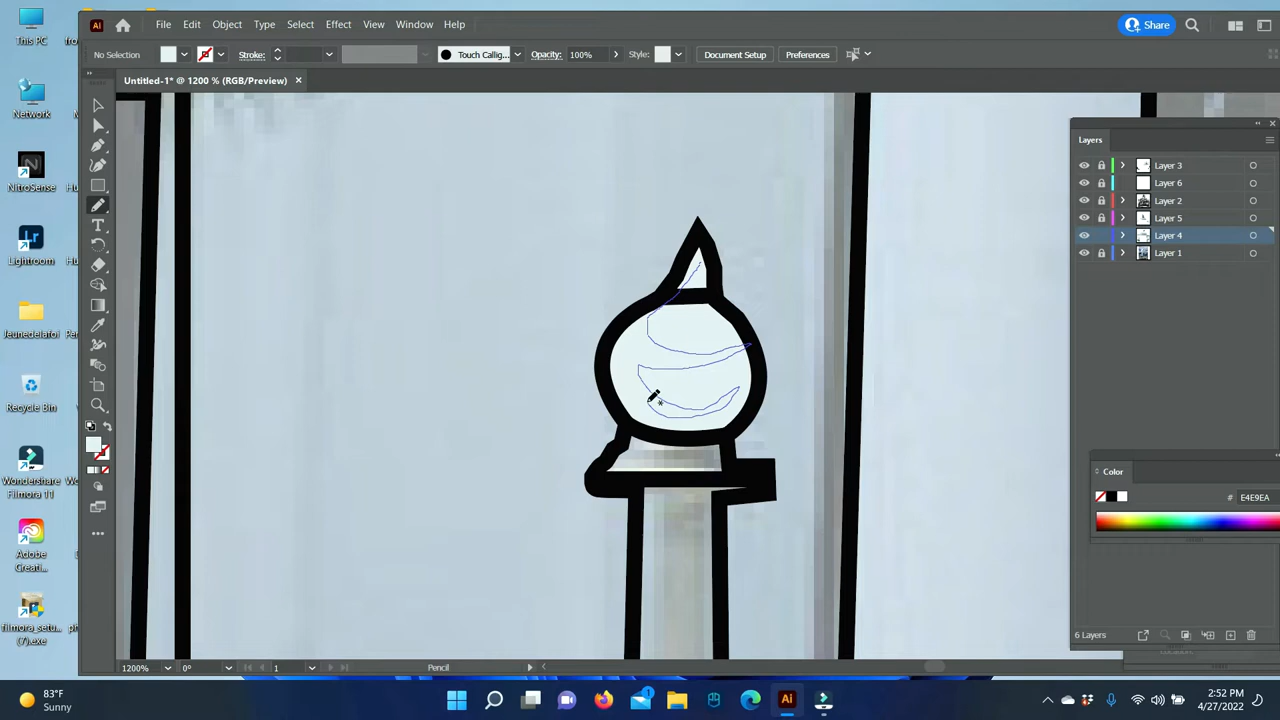 This PC
Network
NitroSense
Lightroom
Jeunedelafoi
Recycle Bin
Wondershare
Filmora 11
Adobe
Creati...
filmora_setu...
(7).exe
Ai
File Edit Object Type Select Effect View Window Help
Share
No Selection
Stroke:
Touch Callig...
Opacity: 100%
Style:
Document Setup
Preferences
Untitled-1* @ 1200 % (RGB/Preview)
Layers
Layer 3
Layer 6
Layer 2
Layer 5
Layer 4
Layer 1
Color
# E4E9EA
6 Layers
1200%
0°
1
Pencil
83°F
Sunny
2:52 PM
4/27/2022